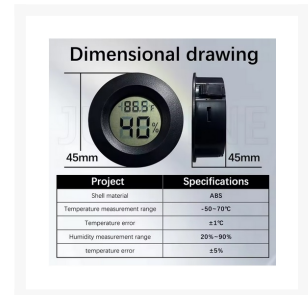 Dimensional drawing
-88.5 F
40%
45mm
45mm
Project Specifications
Shell material ABS
Temperature measurement range -50~70℃
Temperature error ±1℃
Humidity measurement range 20%~90%
temperature error ±5%